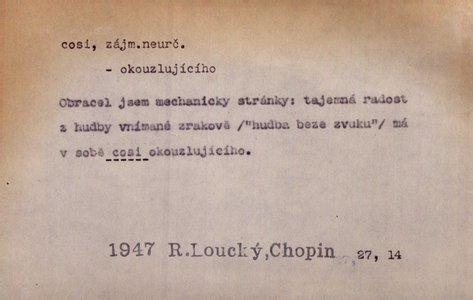 cosi, zájm.neurč.
- okouzlujícího
Obracel jsem mechanicky stránky: tajemná radost
z hudby vnímané zrakově /"hudba beze zvuku"/ má
v sobě cosi okouzlujícího.
1947 R.Loucký,Chopin 27, 14